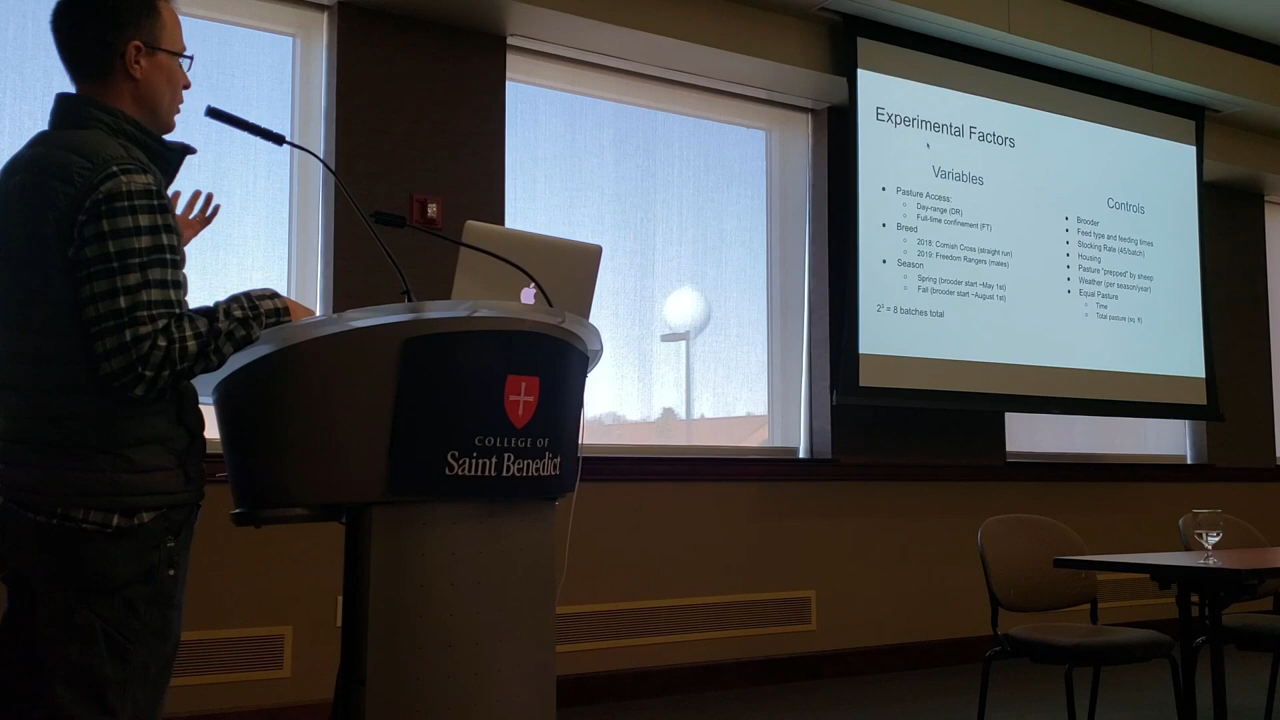 Experimental Factors
Variables
Pasture Access:
Day-range (DR)
Full-time confinement (FT)
Breed
2018: Cornish Cross (straight run)
2019: Freedom Rangers (males)
Season
Spring (brooder start ~May 1st)
Fall (brooder start ~August 1st)
2³ = 8 batches total
Controls
Brooder
Feed type and feeding times
Stocking Rate (45/batch)
Housing
Pasture "prepped" by sheep
Weather (per season/year)
Equal Pasture
Time
Total pasture (sq. ft)
COLLEGE OF
Saint Benedict